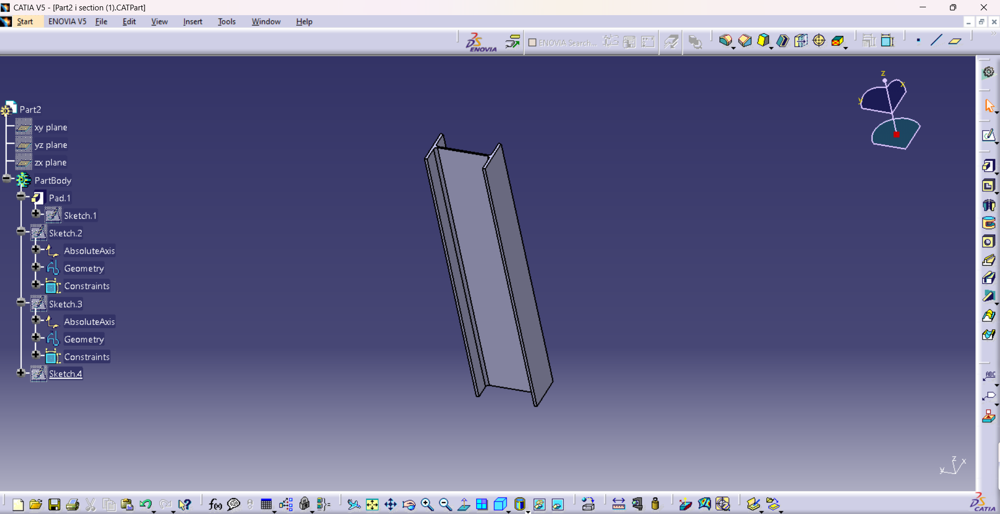 CATIA V5 - [Part2 i section (1).CATPart]
Start ENOVIA V5 File Edit View Insert Tools Window Help
DS ENOVIA ENOVIA Search...
z
x
y
Part2
xy plane
yz plane
zx plane
PartBody
Pad.1
Sketch.1
Sketch.2
AbsoluteAxis
Geometry
Constraints
Sketch.3
AbsoluteAxis
Geometry
Constraints
Sketch.4
ABC
z x
y
f(x)
DS CATIA